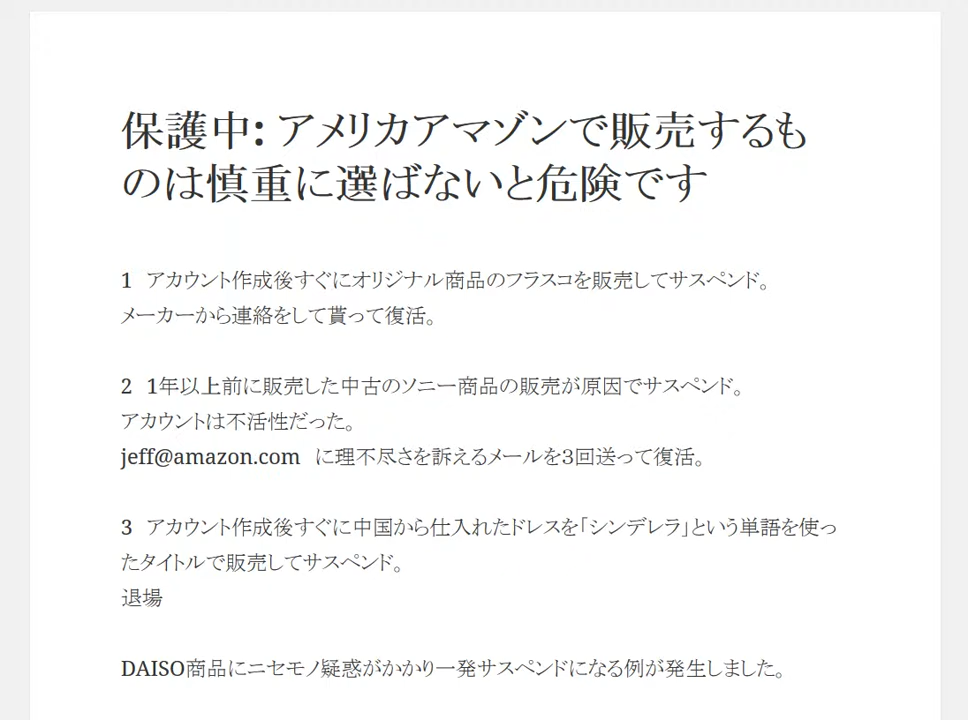 保護中: アメリカアマゾンで販売するも
のは慎重に選ばないと危険です
1 アカウント作成後すぐにオリジナル商品のフラスコを販売してサスペンド。
メーカーから連絡をして貰って復活。
2 1年以上前に販売した中古のソニー商品の販売が原因でサスペンド。
アカウントは不活性だった。
jeff@amazon.com に理不尽さを訴えるメールを3回送って復活。
3 アカウント作成後すぐに中国から仕入れたドレスを「シンデレラ」という単語を使っ
たタイトルで販売してサスペンド。
退場
DAISO商品にニセモノ疑惑がかかり一発サスペンドになる例が発生しました。